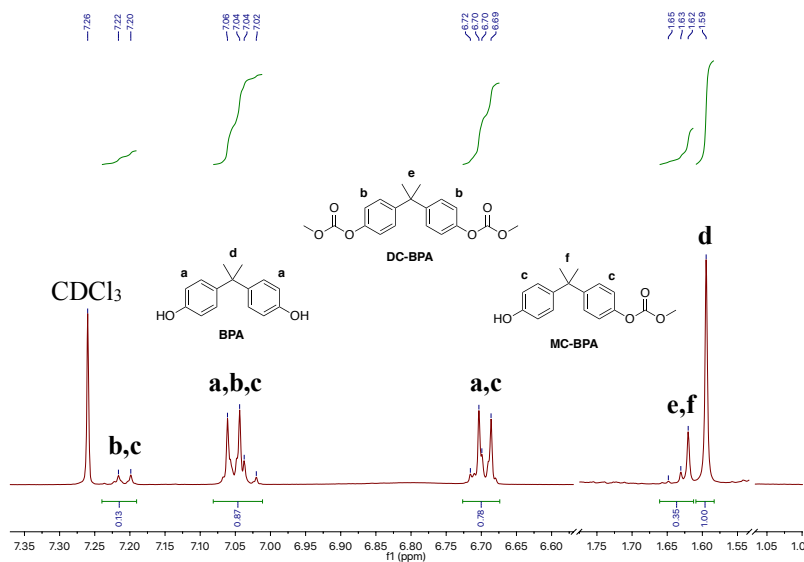 7.26
7.22
7.20
7.06
7.04
7.04
7.02
6.72
6.70
6.70
6.69
1.65
1.63
1.62
1.59
e
b
b
O
O
O
O
O
O
DC-BPA
d
a
a
HO
OH
BPA
f
c
c
HO
O
O
O
MC-BPA
CDCl3
d
a,b,c
a,c
e,f
b,c
0.13
0.87
0.78
0.35
1.00
7.35 7.30 7.25 7.20 7.15 7.10 7.05 7.00 6.95 6.90 6.85 6.80 6.75 6.70 6.65 6.60 1.75 1.65 1.60 1.55 1.05 1.0
f1 (ppm)